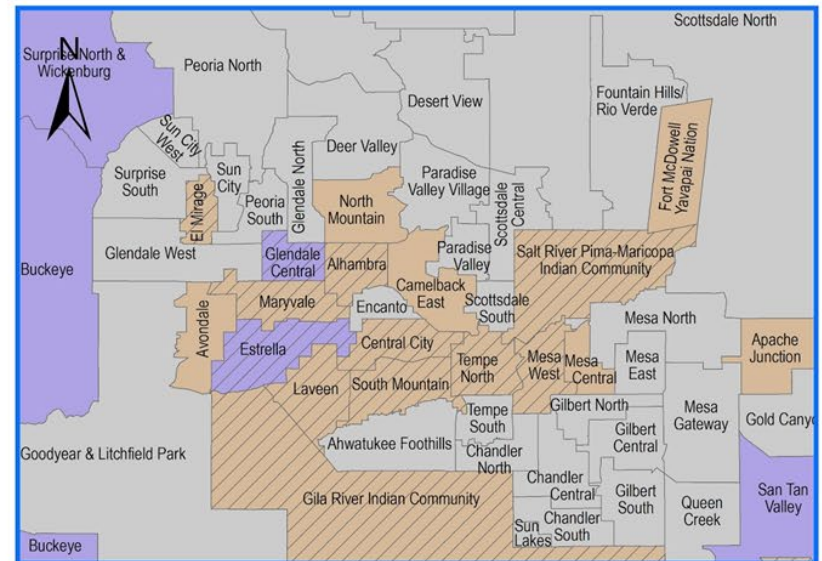 Scottsdale North
N
Surprise North &
Wickenburg
Peoria North
Desert View
Fountain Hills/
Rio Verde
Sun City
West
Fort McDowell
Yavapai Nation
Deer Valley
Glendale North
Surprise
South
Sun
City
Paradise
Valley Village
Scottsdale
Central
El Mirage
Peoria
South
North
Mountain
Glendale West
Glendale
Central
Alhambra
Paradise
Valley
Salt River Pima-Maricopa
Indian Community
Buckeye
Camelback
East
Maryvale
Encanto
Scottsdale
South
Avondale
Mesa North
Estrella
Central City
Apache
Junction
Tempe
North
Mesa
West
Mesa
Central
Mesa
East
Laveen
South Mountain
Gilbert North
Mesa
Gateway
Gold Canyo
Tempe
South
Ahwatukee Foothills
Gilbert
Central
Goodyear & Litchfield Park
Chandler
North
Chandler
Central
Gila River Indian Community
Gilbert
South
Queen
Creek
San Tan
Valley
Sun
Lakes
Chandler
South
Buckeye